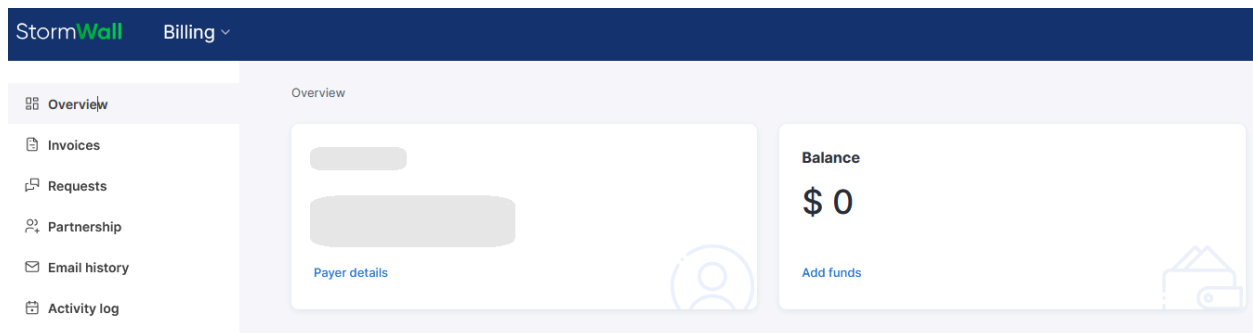 StormWall
Billing
Overview
Invoices
Requests
Partnership
Email history
Activity log
Overview
Payer details
Balance
$ 0
Add funds